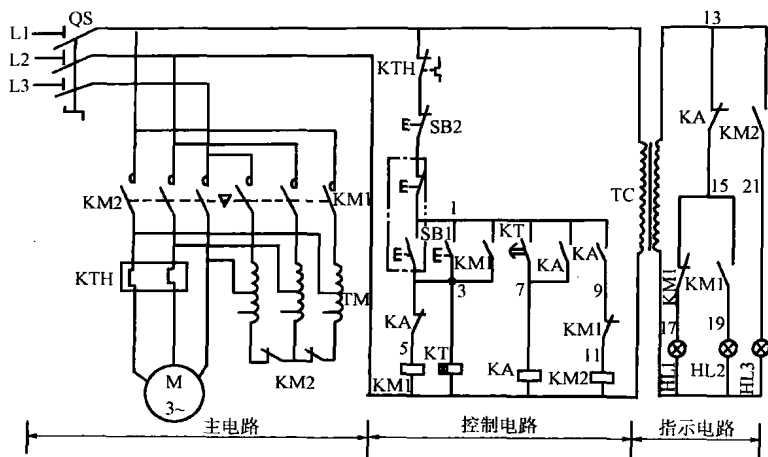 QS
L1
L2
L3
13
KTH
SB2
KA
KM2
TC
KM2
KM1
15
21
1
SB1
KT
KM1
KA
KA
3
7
9
KTH
TM
KM1
KM1
KA
KM1
17
19
5
KT
KA
11
KM2
KM1
KM2
HL1
HL2
HL3
M
3~
主电路
控制电路
指示电路